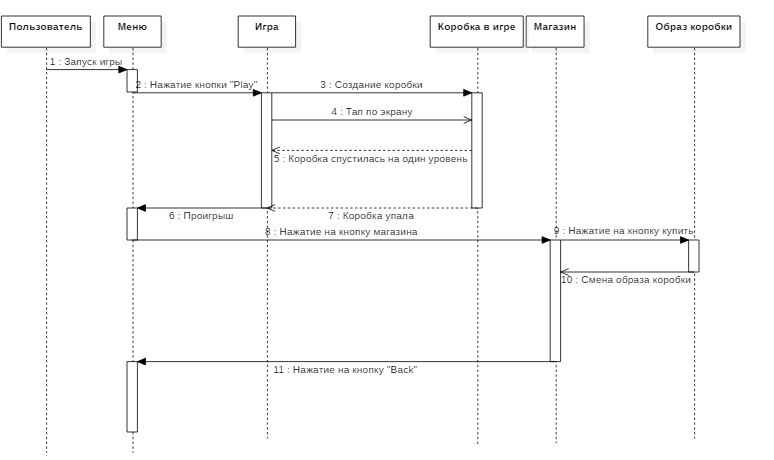 Пользователь
Меню
Игра
Коробка в игре
Магазин
Образ коробки
1 : Запуск игры
2 : Нажатие кнопки "Play"
3 : Создание коробки
4 : Тап по экрану
5 : Коробка спустилась на один уровень
6 : Проигрыш
7 : Коробка упала
8 : Нажатие на кнопку магазина
9 : Нажатие на кнопку купить
10 : Смена образа коробки
11 : Нажатие на кнопку "Back"